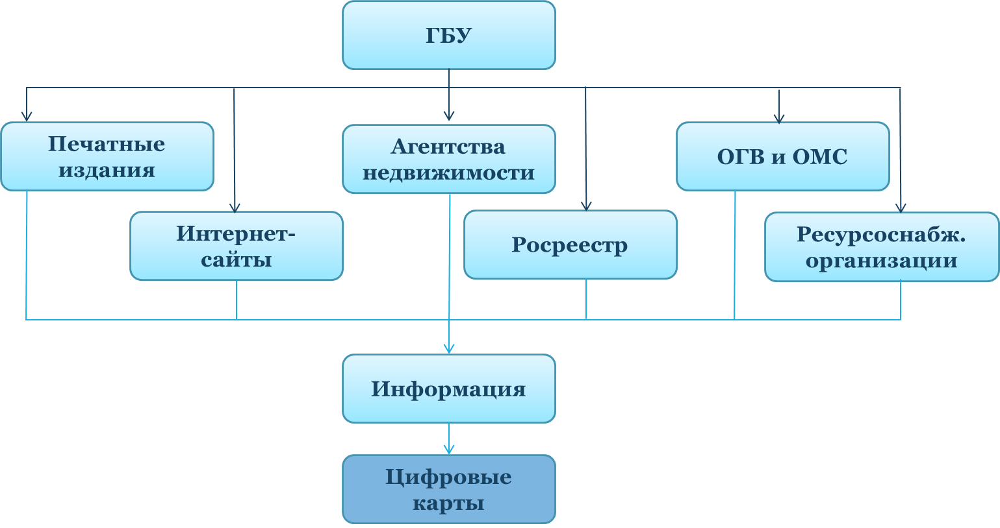 ГБУ
Печатные
издания
Агентства
недвижимости
ОГВ и ОМС
Интернет-
сайты
Росреестр
Ресурсоснабж.
организации
Информация
Цифровые
карты